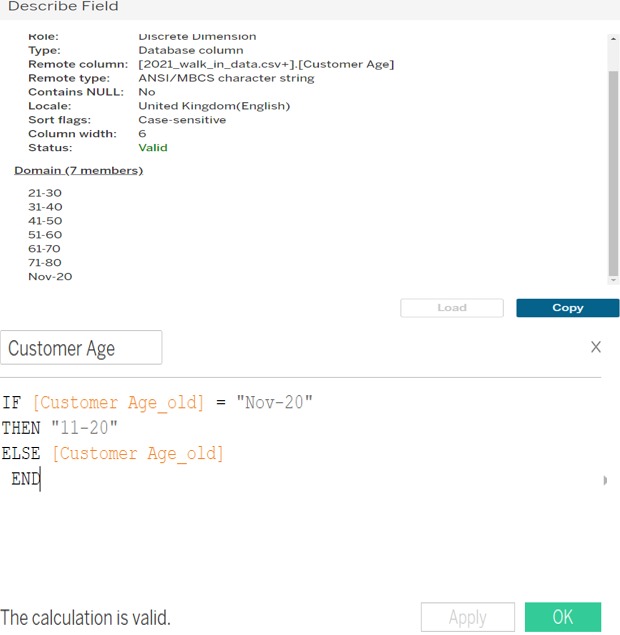 Describe Field
Role: Discrete Dimension
Type: Database column
Remote column: [2021_walk_in_data.csv+].[Customer Age]
Remote type: ANSI/MBCS character string
Contains NULL: No
Locale: United Kingdom(English)
Sort flags: Case-sensitive
Column width: 6
Status: Valid
Domain (7 members)
21-30
31-40
41-50
51-60
61-70
71-80
Nov-20
Load Copy
Customer Age X
IF [Customer Age_old] = "Nov-20"
THEN "11-20"
ELSE [Customer Age_old]
END
The calculation is valid. Apply OK